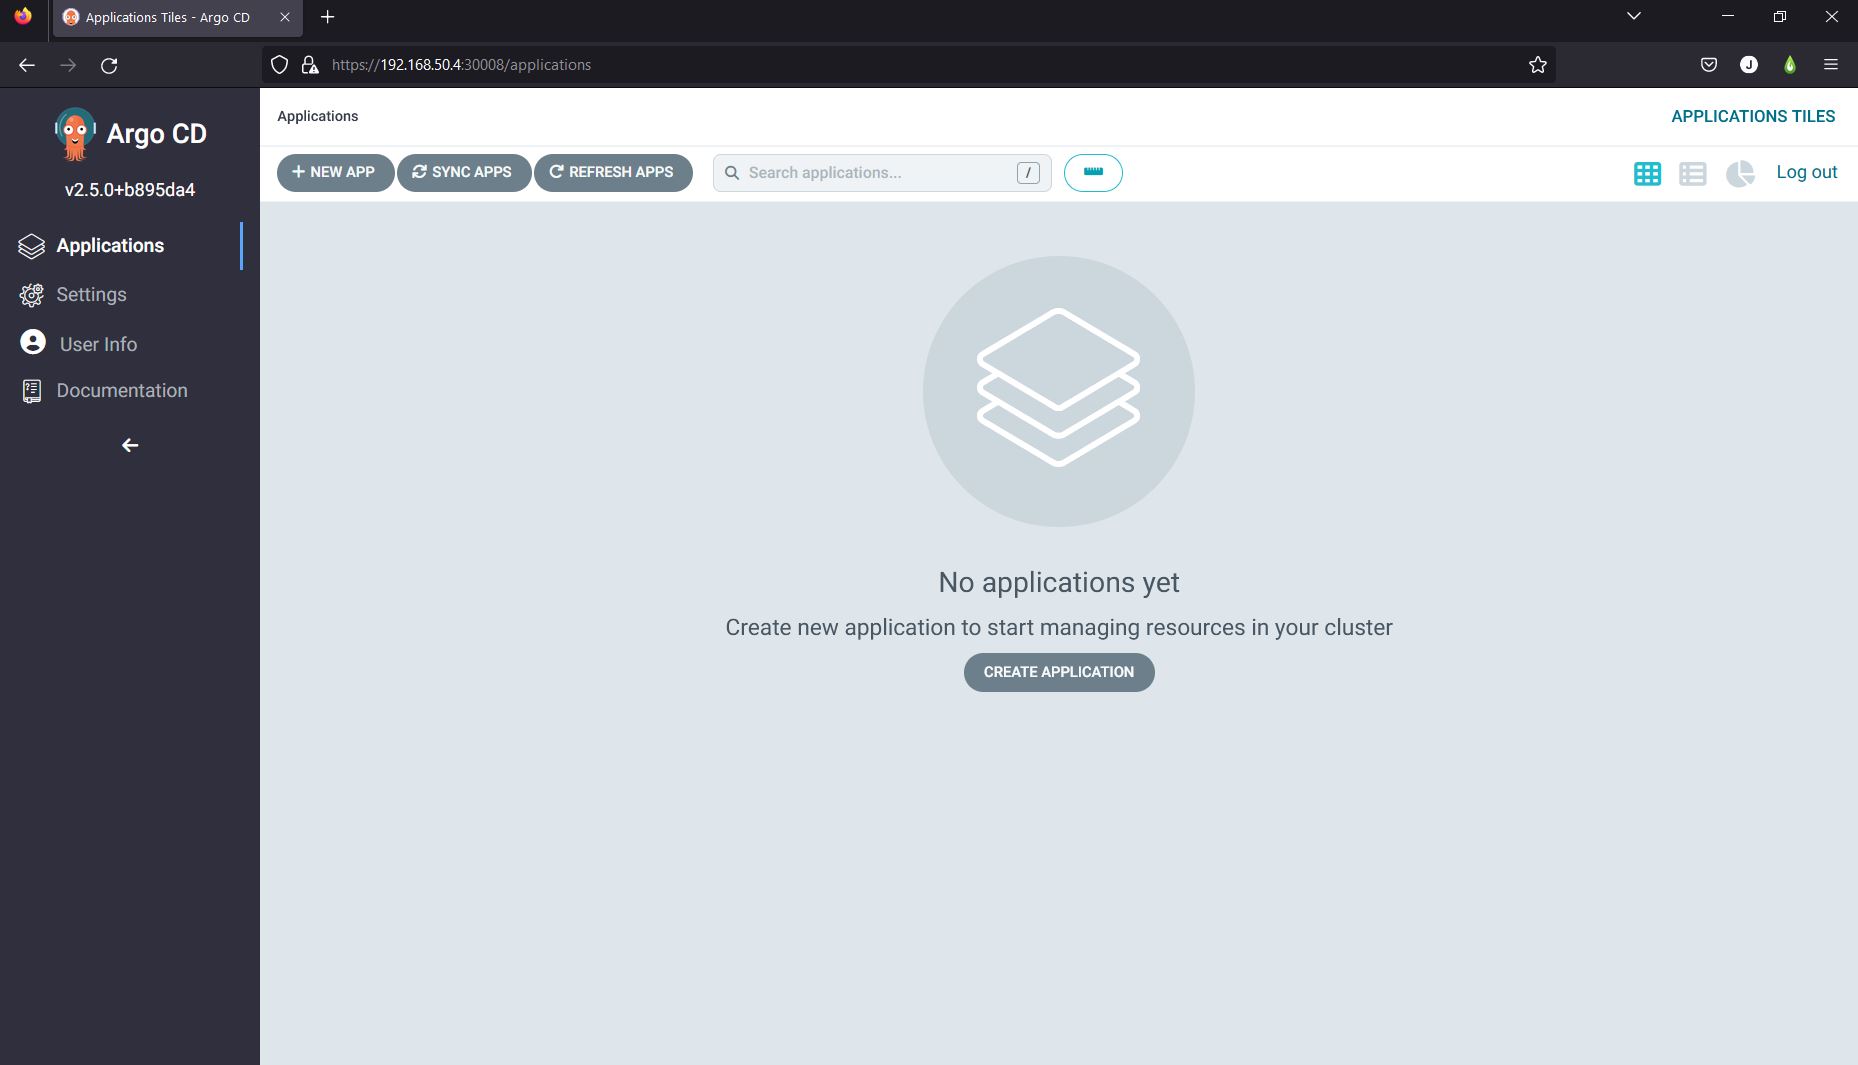 Applications Tiles - Argo CD
https://192.168.50.4:30008/applications
J
Argo CD
v2.5.0+b895da4
Applications
Settings
User Info
Documentation
Applications
APPLICATIONS TILES
NEW APP
SYNC APPS
REFRESH APPS
Search applications...
/
Log out
No applications yet
Create new application to start managing resources in your cluster
CREATE APPLICATION